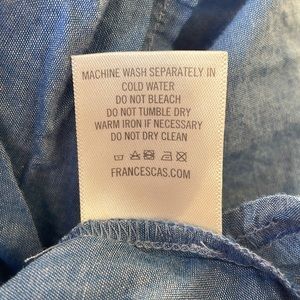 MACHINE WASH SEPARATELY IN
COLD WATER
DO NOT BLEACH
DO NOT TUMBLE DRY
WARM IRON IF NECESSARY
DO NOT DRY CLEAN
FRANCESCAS.COM